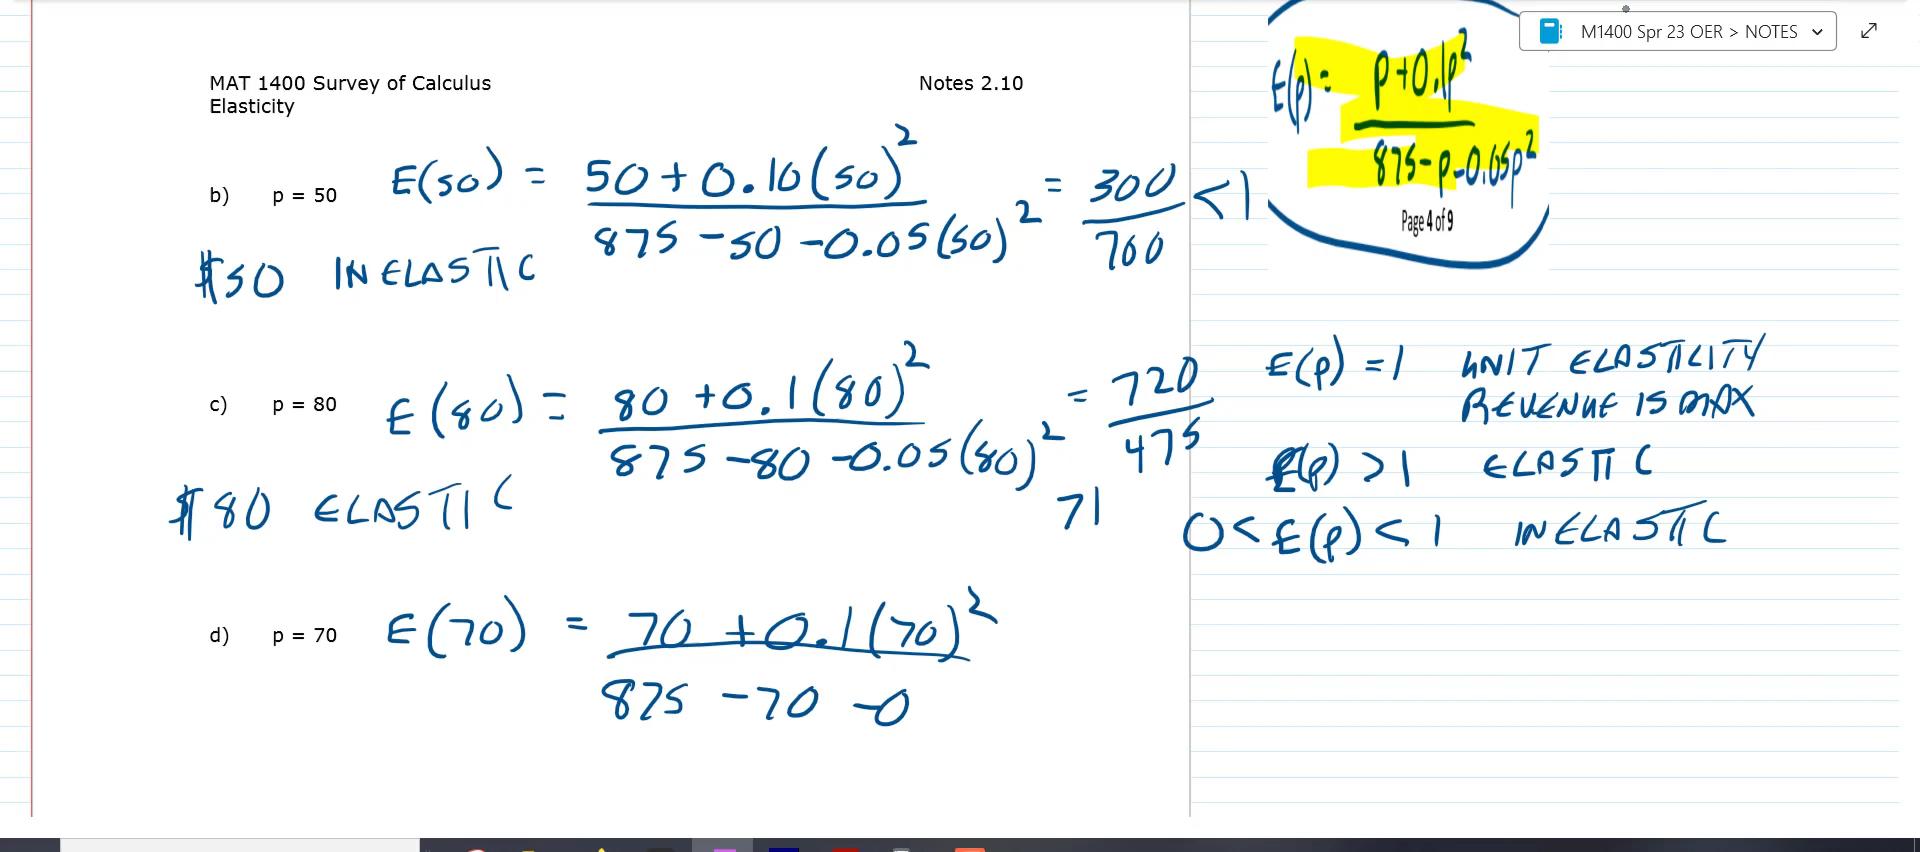 M1400 Spr 23 OER > NOTES
MAT 1400 Survey of Calculus
Notes 2.10
Elasticity
E(p) = p+0.1p²
875-p-0.05p²
Page 4 of 9
b) p = 50 E(50) = 50+0.10(50)² = 300 < 1
875-50-0.05(50)² 700
$50 INELASTIC
c) p = 80 E(80) = 80+0.1(80)² = 720
875-80-0.05(80)² 475
71
$80 ELASTIC
E(p) = 1 UNIT ELASTICITY
REVENUE IS MAX
E(p) > 1 ELASTIC
0 < E(p) < 1 INELASTIC
d) p = 70 E(70) = 70+0.1(70)²
875-70-0